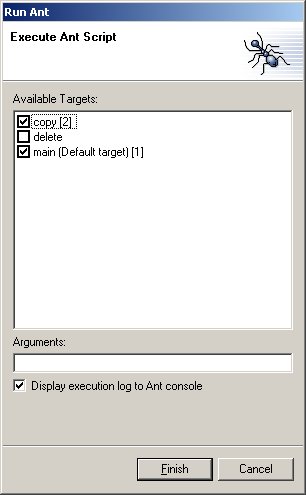 Run Ant
Execute Ant Script
Available Targets:
copy [2]
delete
main (Default target) [1]
Arguments:
Display execution log to Ant console
Finish
Cancel